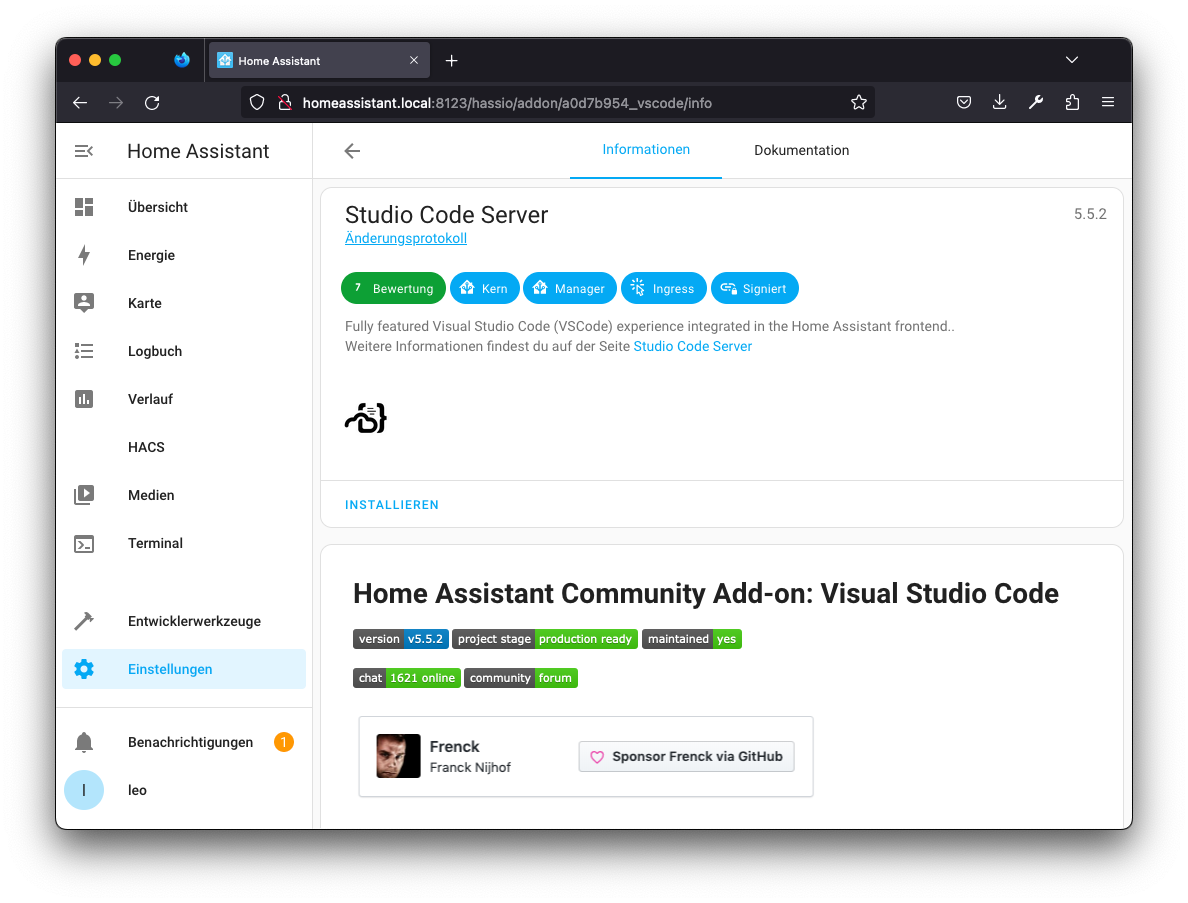 Home Assistant
homeassistant.local:8123/hassio/addon/a0d7b954_vscode/info
Home Assistant
Übersicht
Energie
Karte
Logbuch
Verlauf
HACS
Medien
Terminal
Entwicklerwerkzeuge
Einstellungen
Benachrichtigungen 1
l leo
Informationen Dokumentation
Studio Code Server 5.5.2
Änderungsprotokoll
7 Bewertung Kern Manager Ingress Signiert
Fully featured Visual Studio Code (VSCode) experience integrated in the Home Assistant frontend..
Weitere Informationen findest du auf der Seite Studio Code Server
INSTALLIEREN
Home Assistant Community Add-on: Visual Studio Code
version v5.5.2 project stage production ready maintained yes
chat 1621 online community forum
Frenck
Franck Nijhof
Sponsor Frenck via GitHub